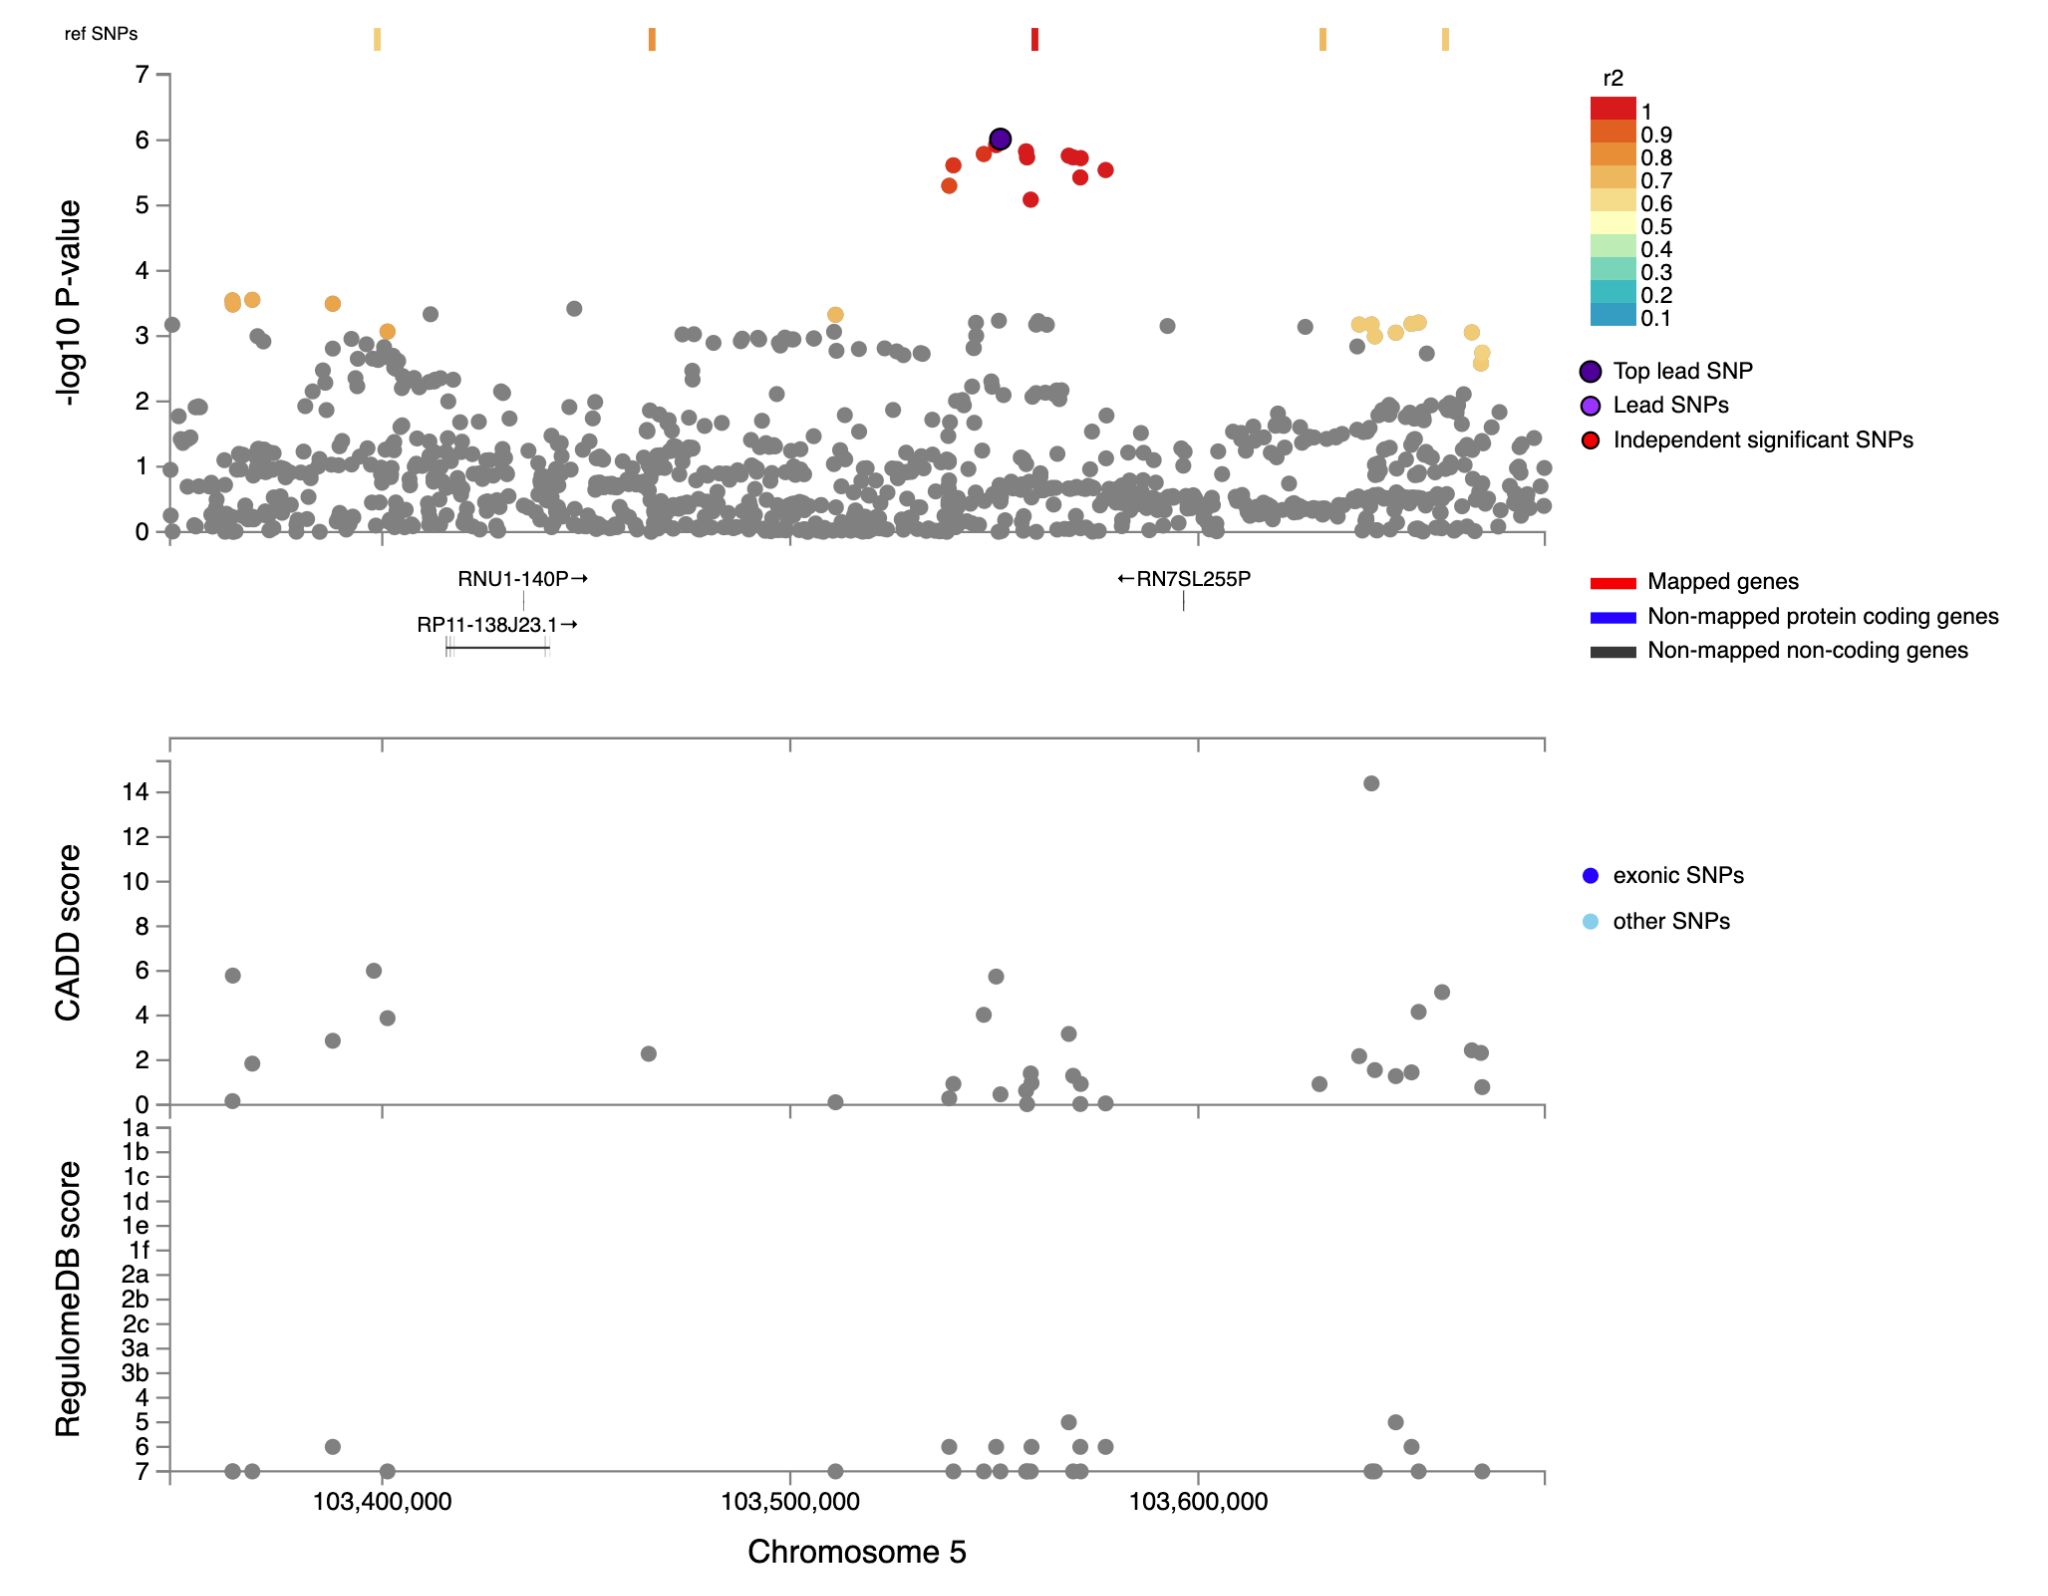 ref SNPs
7
6
5
4
3
2
1
0
-log10 P-value
r2
1
0.9
0.8
0.7
0.6
0.5
0.4
0.3
0.2
0.1
Top lead SNP
Lead SNPs
Independent significant SNPs
RNU1-140P→
←RN7SL255P
RP11-138J23.1→
Mapped genes
Non-mapped protein coding genes
Non-mapped non-coding genes
14
12
10
8
6
4
2
0
CADD score
exonic SNPs
other SNPs
1a
1b
1c
1d
1e
1f
2a
2b
2c
3a
3b
4
5
6
7
RegulomeDB score
103,400,000 103,500,000 103,600,000
Chromosome 5